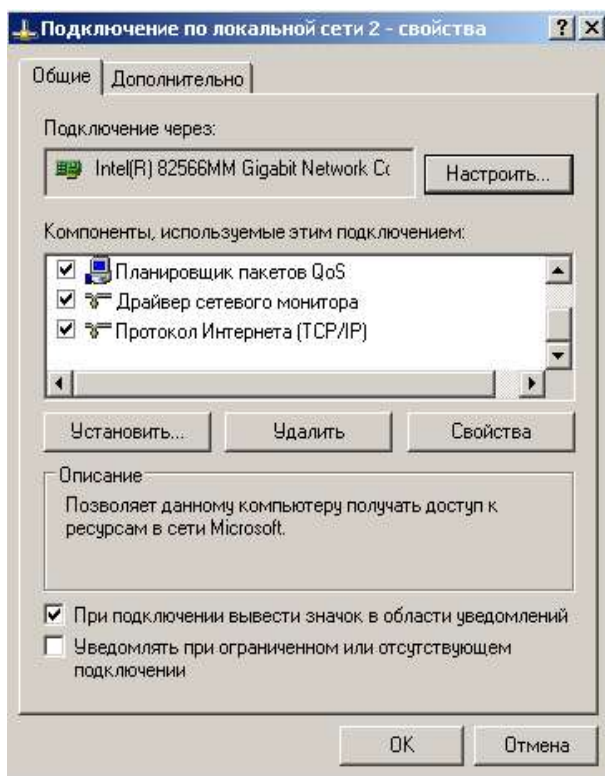 Подключение по локальной сети 2 - свойства
Общие
Дополнительно
Подключение через:
Intel(R) 82566MM Gigabit Network Co
Настроить...
Компоненты, используемые этим подключением:
Планировщик пакетов QoS
Драйвер сетевого монитора
Протокол Интернета (TCP/IP)
Установить...
Удалить
Свойства
Описание
Позволяет данному компьютеру получать доступ к
ресурсам в сети Microsoft.
При подключении вывести значок в области уведомлений
Уведомлять при ограниченном или отсутствующем
подключении
OK
Отмена